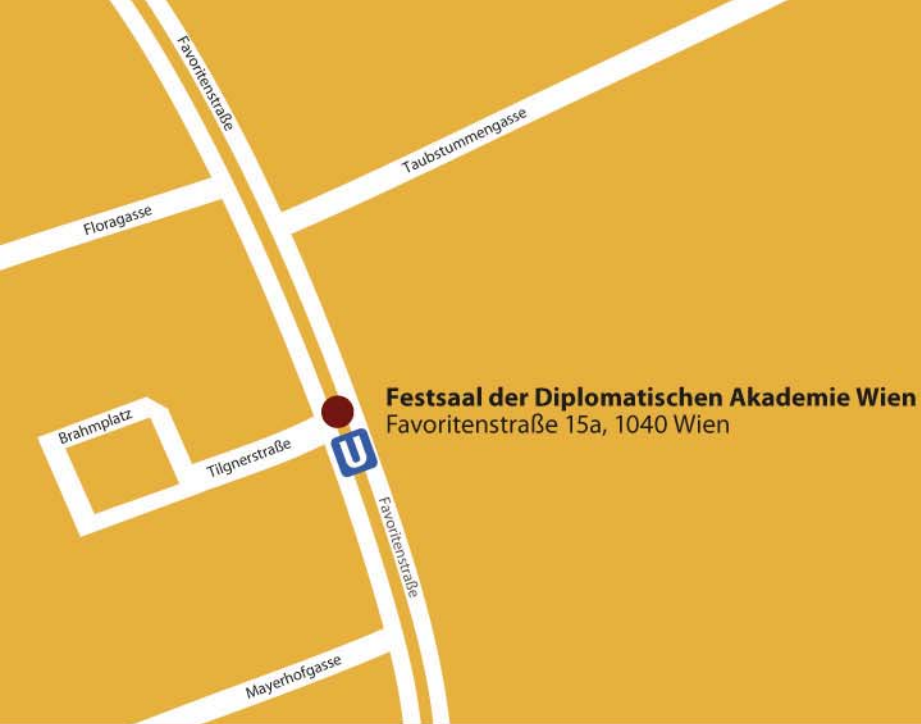 Favoritenstraße
Taubstummengasse
Floragasse
Festsaal der Diplomatischen Akademie Wien
Favoritenstraße 15a, 1040 Wien
Brahmplatz
Tilgnerstraße
U
Favoritenstraße
Mayerhofgasse